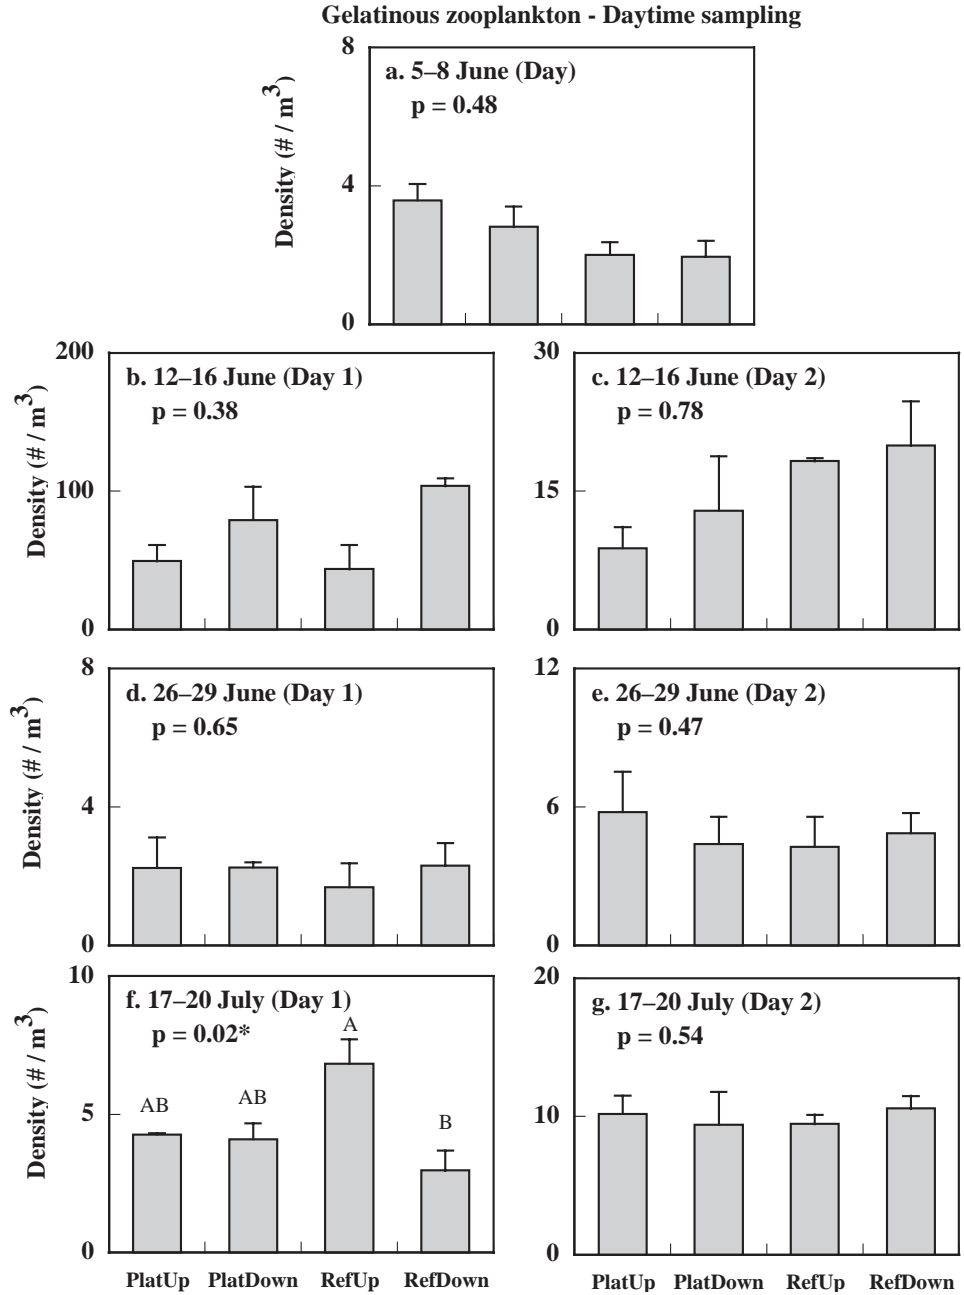 Gelatinous zooplankton - Daytime sampling
8
a. 5–8 June (Day)
p = 0.48
Density (# / m3)
4
0
200
b. 12–16 June (Day 1)
p = 0.38
Density (# / m3)
100
0
30
c. 12–16 June (Day 2)
p = 0.78
15
0
8
d. 26–29 June (Day 1)
p = 0.65
Density (# / m3)
4
0
12
e. 26–29 June (Day 2)
p = 0.47
6
0
10
f. 17–20 July (Day 1)
p = 0.02*
A
AB
AB
B
Density (# / m3)
5
0
PlatUp PlatDown RefUp RefDown
20
g. 17–20 July (Day 2)
p = 0.54
10
0
PlatUp PlatDown RefUp RefDown